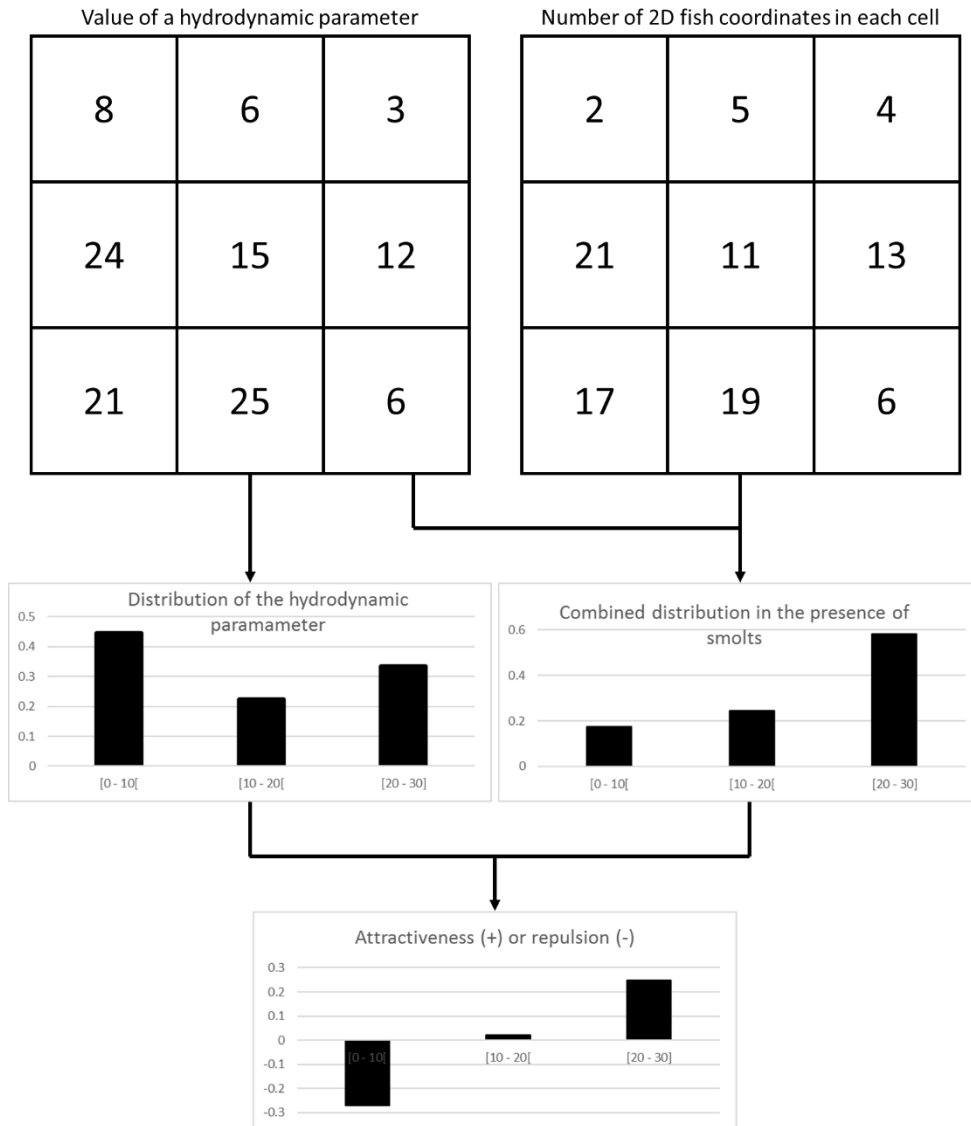 Value of a hydrodynamic parameter
Number of 2D fish coordinates in each cell
8 6 3
24 15 12
21 25 6
2 5 4
21 11 13
17 19 6
Distribution of the hydrodynamic
paramameter
0.5
0.4
0.3
0.2
0.1
0
[0 - 10[ [10 - 20[ [20 - 30]
Combined distribution in the presence of
smolts
0.6
0.4
0.2
0
[0 - 10[ [10 - 20[ [20 - 30]
Attractiveness (+) or repulsion (-)
0.3
0.2
0.1
0
-0.1
-0.2
-0.3
[0 - 10[ [10 - 20[ [20 - 30]